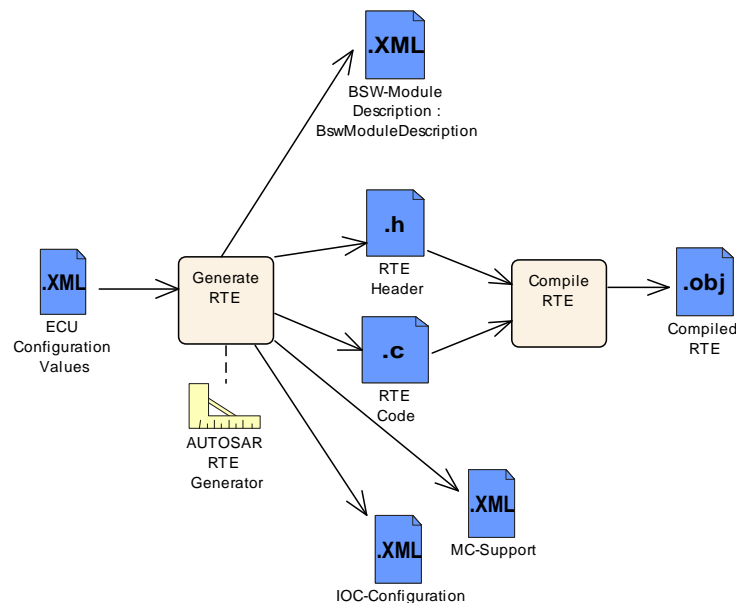 .XML
BSW-Module
Description :
BswModuleDescription
.h
RTE
Header
.XML
ECU
Configuration
Values
Generate
RTE
Compile
RTE
.obj
Compiled
RTE
.c
RTE
Code
AUTOSAR
RTE
Generator
.XML
MC-Support
.XML
IOC-Configuration